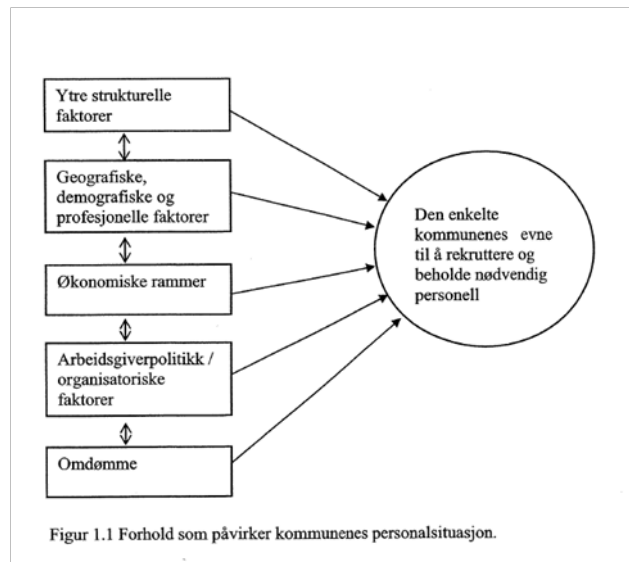 Ytre strukturelle
faktorer
Geografiske,
demografiske og
profesjonelle faktorer
Økonomiske rammer
Arbeidsgiverpolitikk /
organisatoriske
faktorer
Omdømme
Den enkelte
kommunenes evne
til å rekruttere og
beholde nødvendig
personell
Figur 1.1 Forhold som påvirker kommunenes personalsituasjon.